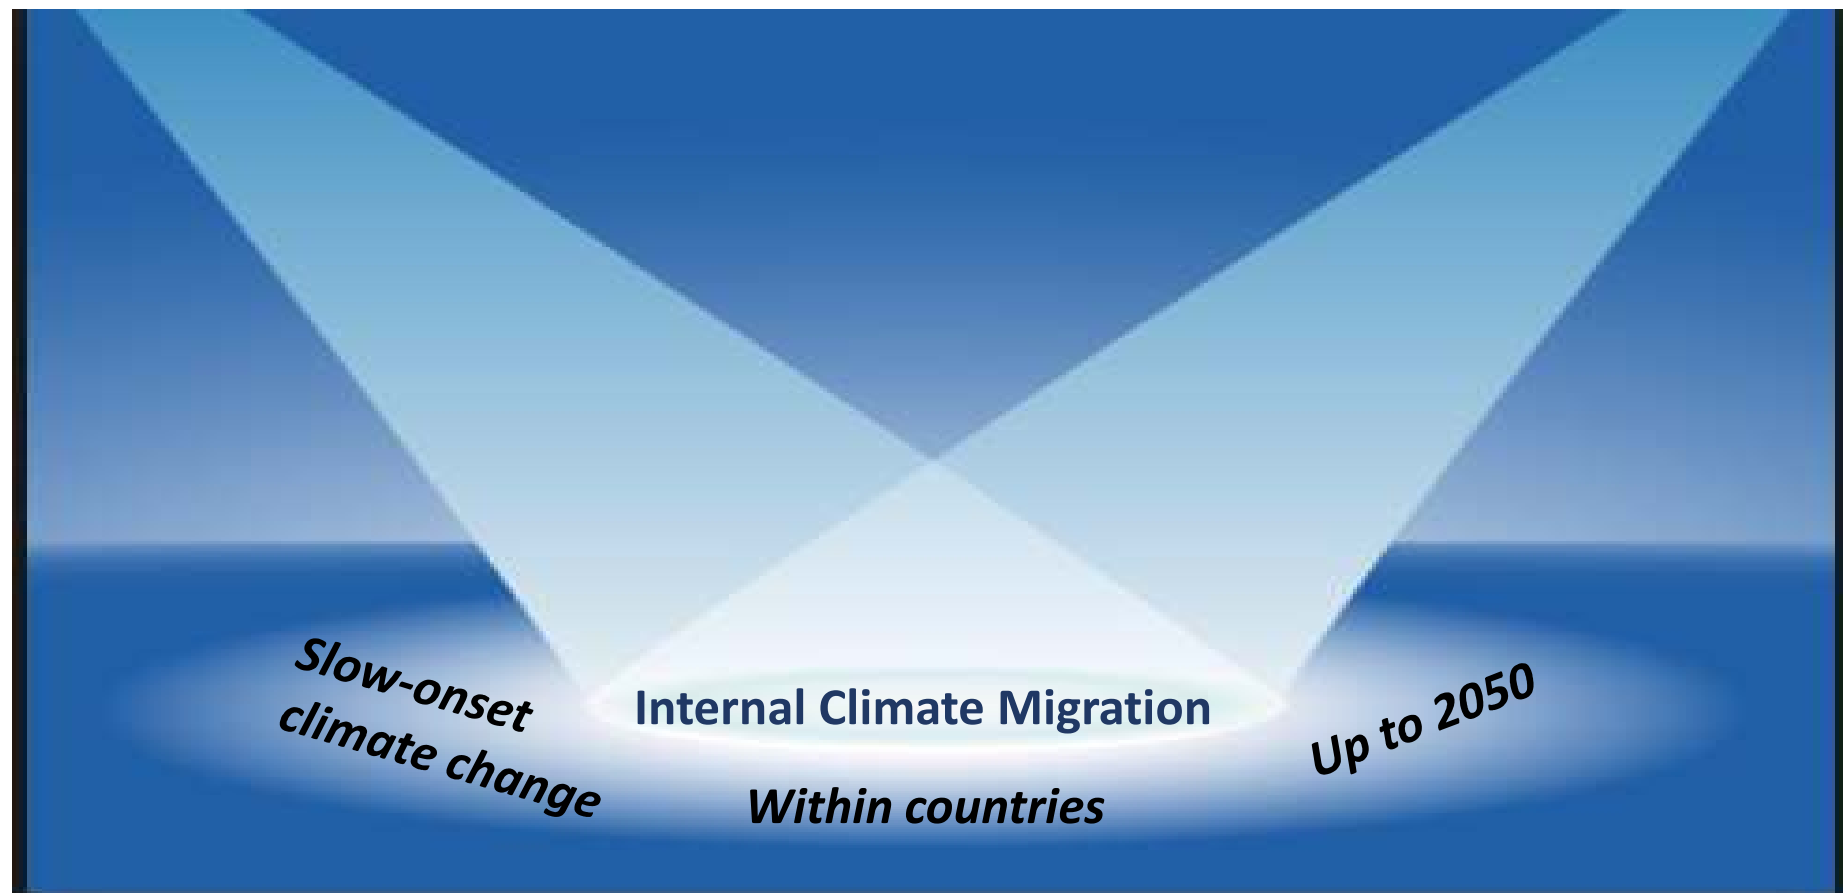 Slow-onset
climate change
Internal Climate Migration
Within countries
Up to 2050